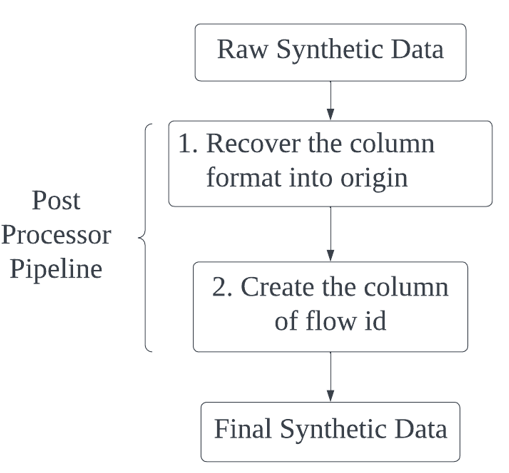 Raw Synthetic Data
1. Recover the column
format into origin
Post
Processor
Pipeline
2. Create the column
of flow id
Final Synthetic Data